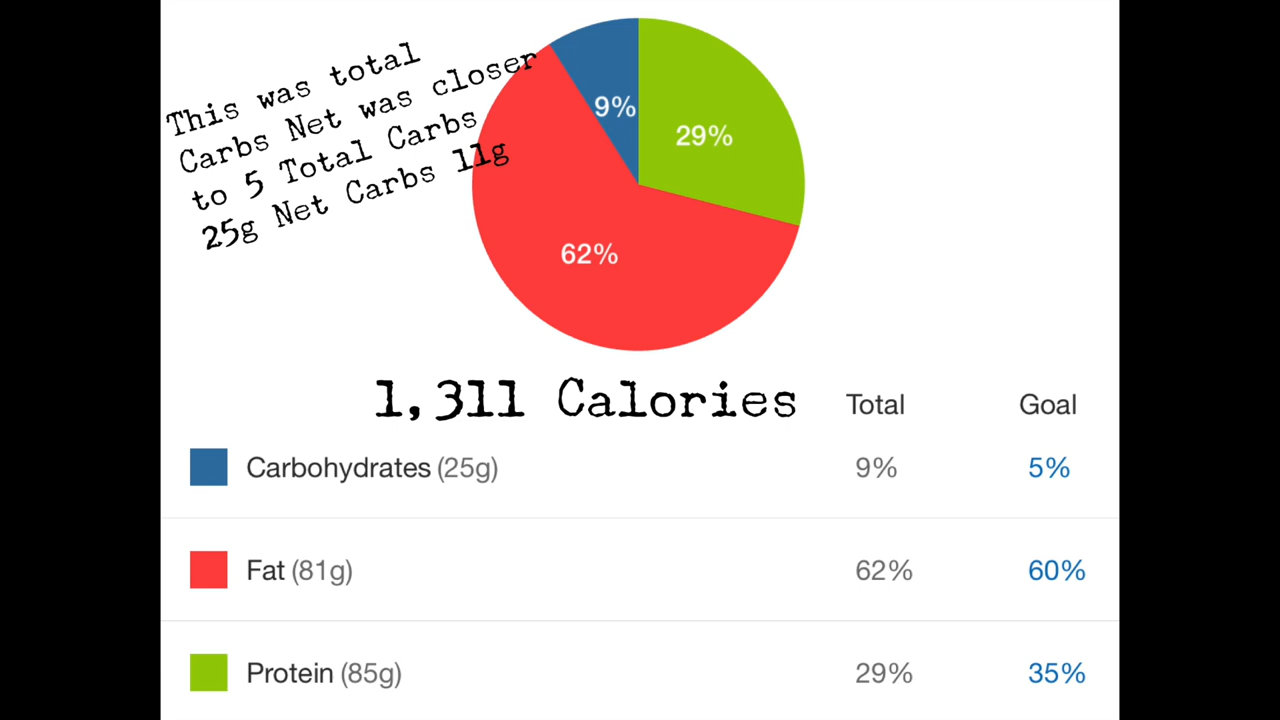 This was total
Carbs Net was closer
to 5 Total Carbs
25g Net Carbs 11g
9%
29%
62%
1,311 Calories
Total Goal
Carbohydrates (25g) 9% 5%
Fat (81g) 62% 60%
Protein (85g) 29% 35%